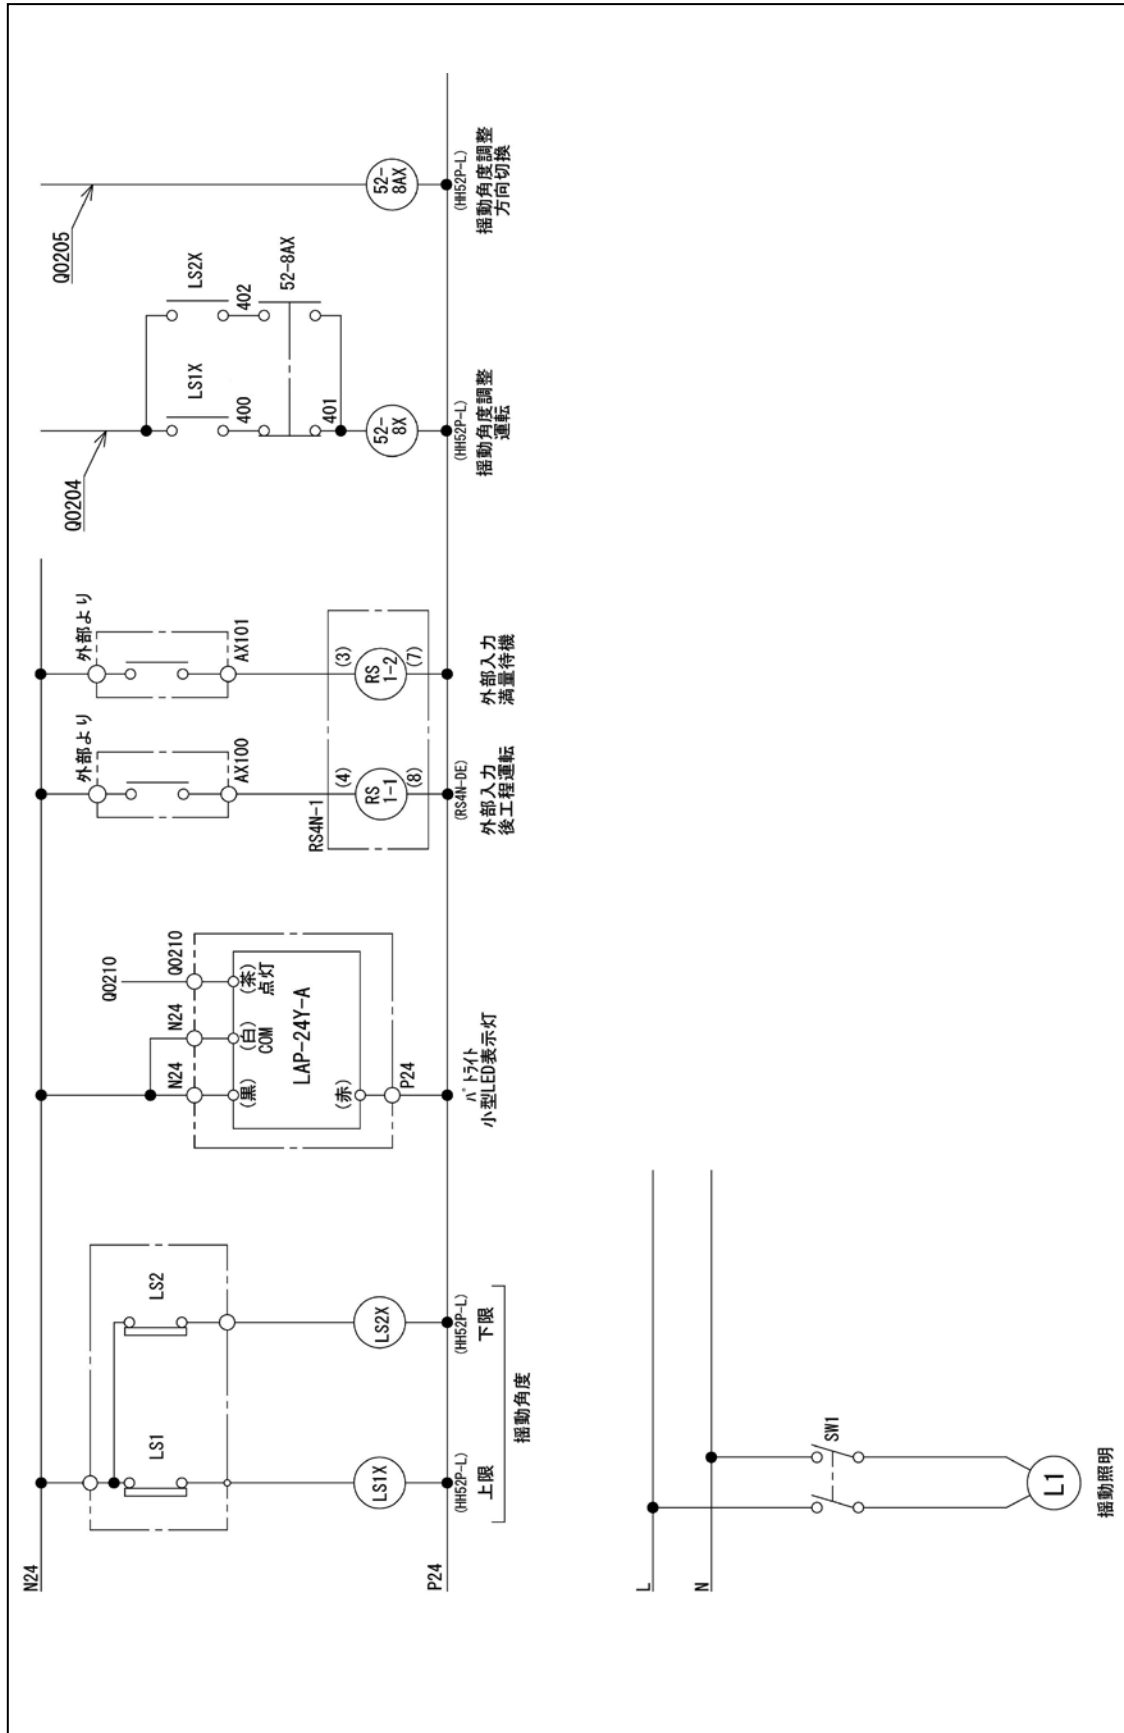 N24
LS1
LS2
LS1X
LS2X
P24
(HH52P-L)
上限
(HH52P-L)
下限
揺動角度
N24
N24
Q0210
Q0210
(黒)
(白)
COM
(茶)
点灯
LAP-24Y-A
(赤)
P24
パトライト
小型LED表示灯
外部より
AX100
外部より
AX101
RS4N-1
(4)
RS
1-1
(8)
(3)
RS
1-2
(7)
(RS4N-DE)
外部入力
後工程運転
外部入力
満量待機
Q0204
LS1X
400
LS2X
402
52-8AX
401
52-
8X
(HH52P-L)
揺動角度調整
運転
Q0205
52-
8AX
(HH52P-L)
揺動角度調整
方向切換
L
N
SW1
L1
揺動照明